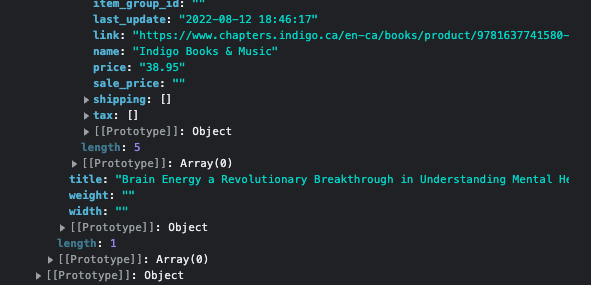 item_group_id: ""
last_update: "2022-08-12 18:46:17"
link: "https://www.chapters.indigo.ca/en-ca/books/product/9781637741580-
name: "Indigo Books & Music"
price: "38.95"
sale_price: ""
shipping: []
tax: []
[[Prototype]]: Object
length: 5
[[Prototype]]: Array(0)
title: "Brain Energy a Revolutionary Breakthrough in Understanding Mental He
weight: ""
width: ""
[[Prototype]]: Object
length: 1
[[Prototype]]: Array(0)
[[Prototype]]: Object